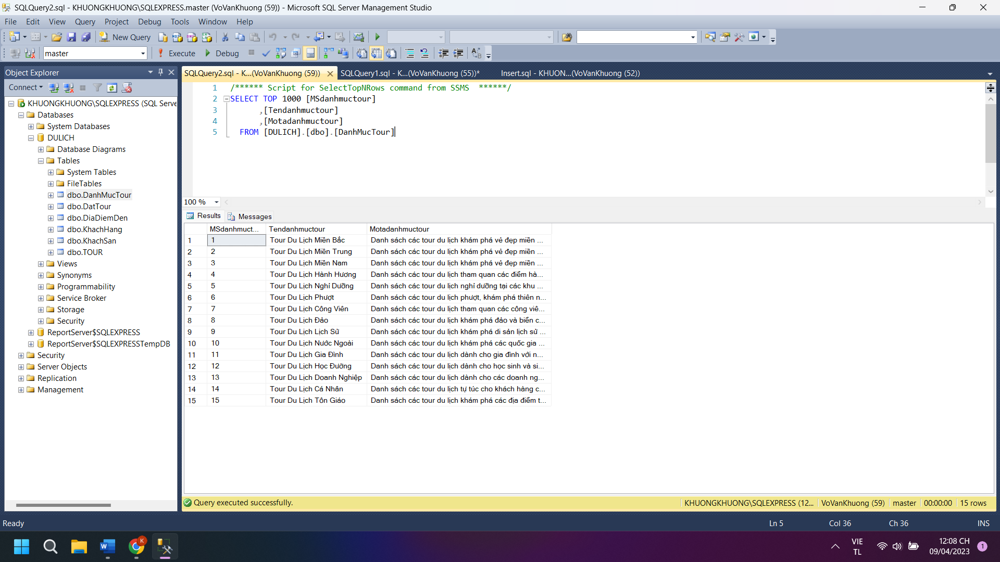 SQLQuery2.sql - KHUONGKHUONG\SQLEXPRESS.master (VoVanKhuong (59)) - Microsoft SQL Server Management Studio
File Edit View Query Project Debug Tools Window Help
New Query
master Execute Debug
Object Explorer
SQLQuery2.sql - K...(VoVanKhuong (59)) SQLQuery1.sql - K...(VoVanKhuong (55))* Insert.sql - KHUON...(VoVanKhuong (52))
Connect
KHUONGKHUONG\SQLEXPRESS (SQL Serve
Databases
System Databases
DULICH
Database Diagrams
Tables
System Tables
FileTables
dbo.DanhMucTour
dbo.DatTour
dbo.DiaDiemDen
dbo.KhachHang
dbo.KhachSan
dbo.TOUR
Views
Synonyms
Programmability
Service Broker
Storage
Security
ReportServer$SQLEXPRESS
ReportServer$SQLEXPRESSTempDB
Security
Server Objects
Replication
Management
1 /****** Script for SelectTopNRows command from SSMS  ******/
2 SELECT TOP 1000 [MSdanhmuctour]
3 ,[Tendanhmuctour]
4 ,[Motadanhmuctour]
5 FROM [DULICH].[dbo].[DanhMucTour]
100 %
Results Messages
MSdanhmuct... Tendanhmuctour Motadanhmuctour
1 1 Tour Du Lịch Miền Bắc Danh sách các tour du lịch khám phá vẻ đẹp miền ...
2 2 Tour Du Lịch Miền Trung Danh sách các tour du lịch khám phá vẻ đẹp miền ...
3 3 Tour Du Lịch Miền Nam Danh sách các tour du lịch khám phá vẻ đẹp miền ...
4 4 Tour Du Lịch Hành Hương Danh sách các tour du lịch tham quan các điểm hà...
5 5 Tour Du Lịch Nghỉ Dưỡng Danh sách các tour du lịch nghỉ dưỡng tại các khu ...
6 6 Tour Du Lịch Phượt Danh sách các tour du lịch phượt, khám phá thiên n...
7 7 Tour Du Lịch Công Viên Danh sách các tour du lịch tham quan các công viê...
8 8 Tour Du Lịch Đảo Danh sách các tour du lịch khám phá đảo và biển c...
9 9 Tour Du Lịch Lịch Sử Danh sách các tour du lịch khám phá di sản lịch sử ...
10 10 Tour Du Lịch Nước Ngoài Danh sách các tour du lịch khám phá các quốc gia ...
11 11 Tour Du Lịch Gia Đình Danh sách các tour du lịch dành cho gia đình với n...
12 12 Tour Du Lịch Học Đường Danh sách các tour du lịch dành cho học sinh và si...
13 13 Tour Du Lịch Doanh Nghiệp Danh sách các tour du lịch dành cho các doanh ng...
14 14 Tour Du Lịch Cá Nhân Danh sách các tour du lịch tự túc cho khách hàng c...
15 15 Tour Du Lịch Tôn Giáo Danh sách các tour du lịch khám phá các địa điểm t...
Query executed successfully. KHUONGKHUONG\SQLEXPRESS (12... VoVanKhuong (59) master 00:00:00 15 rows
Ready Ln 5 Col 36 Ch 36 INS
VIE
TL
12:08 CH
09/04/2023
1
K